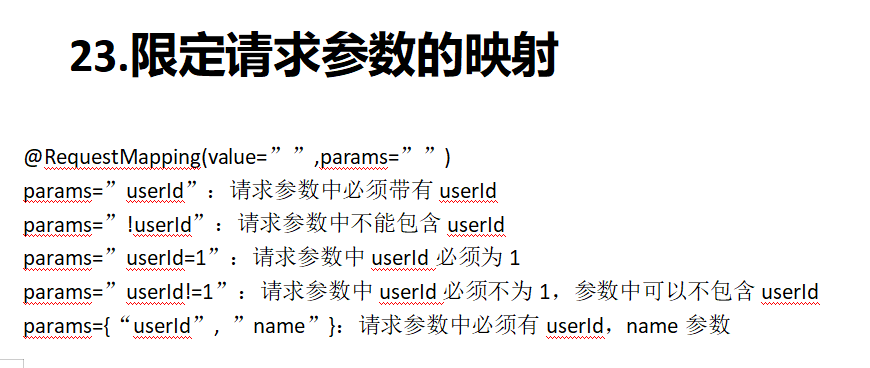 23.限定请求参数的映射
@RequestMapping(value=” ” ,params=” ” )
params=” userId” ：请求参数中必须带有 userId
params=” !userId” ：请求参数中不能包含 userId
params=” userId=1” ：请求参数中 userId 必须为 1
params=” userId!=1” ：请求参数中 userId 必须不为 1，参数中可以不包含 userId
params={ “userId” , ” name” }：请求参数中必须有 userId，name 参数